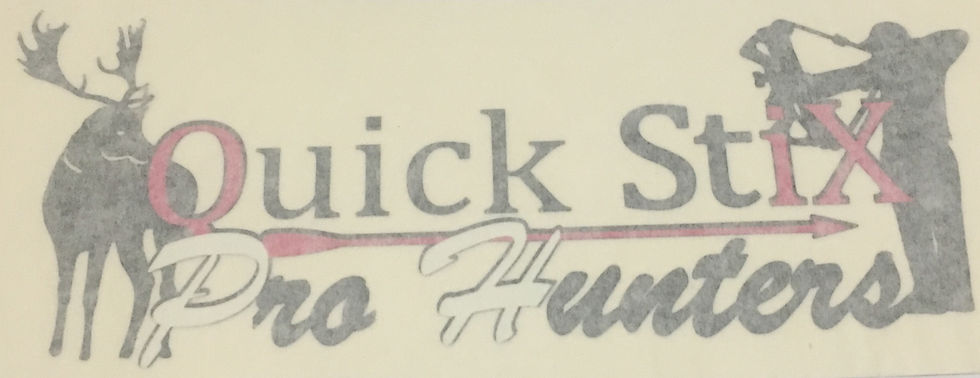 Quick StiX
Pro Hunters